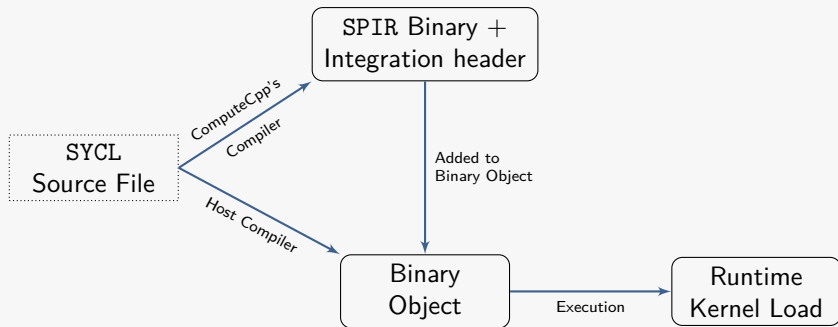 SPIR Binary +
Integration header
ComputeCpp's
Compiler
SYCL
Source File
Added to
Binary Object
Host Compiler
Binary
Object
Execution
Runtime
Kernel Load